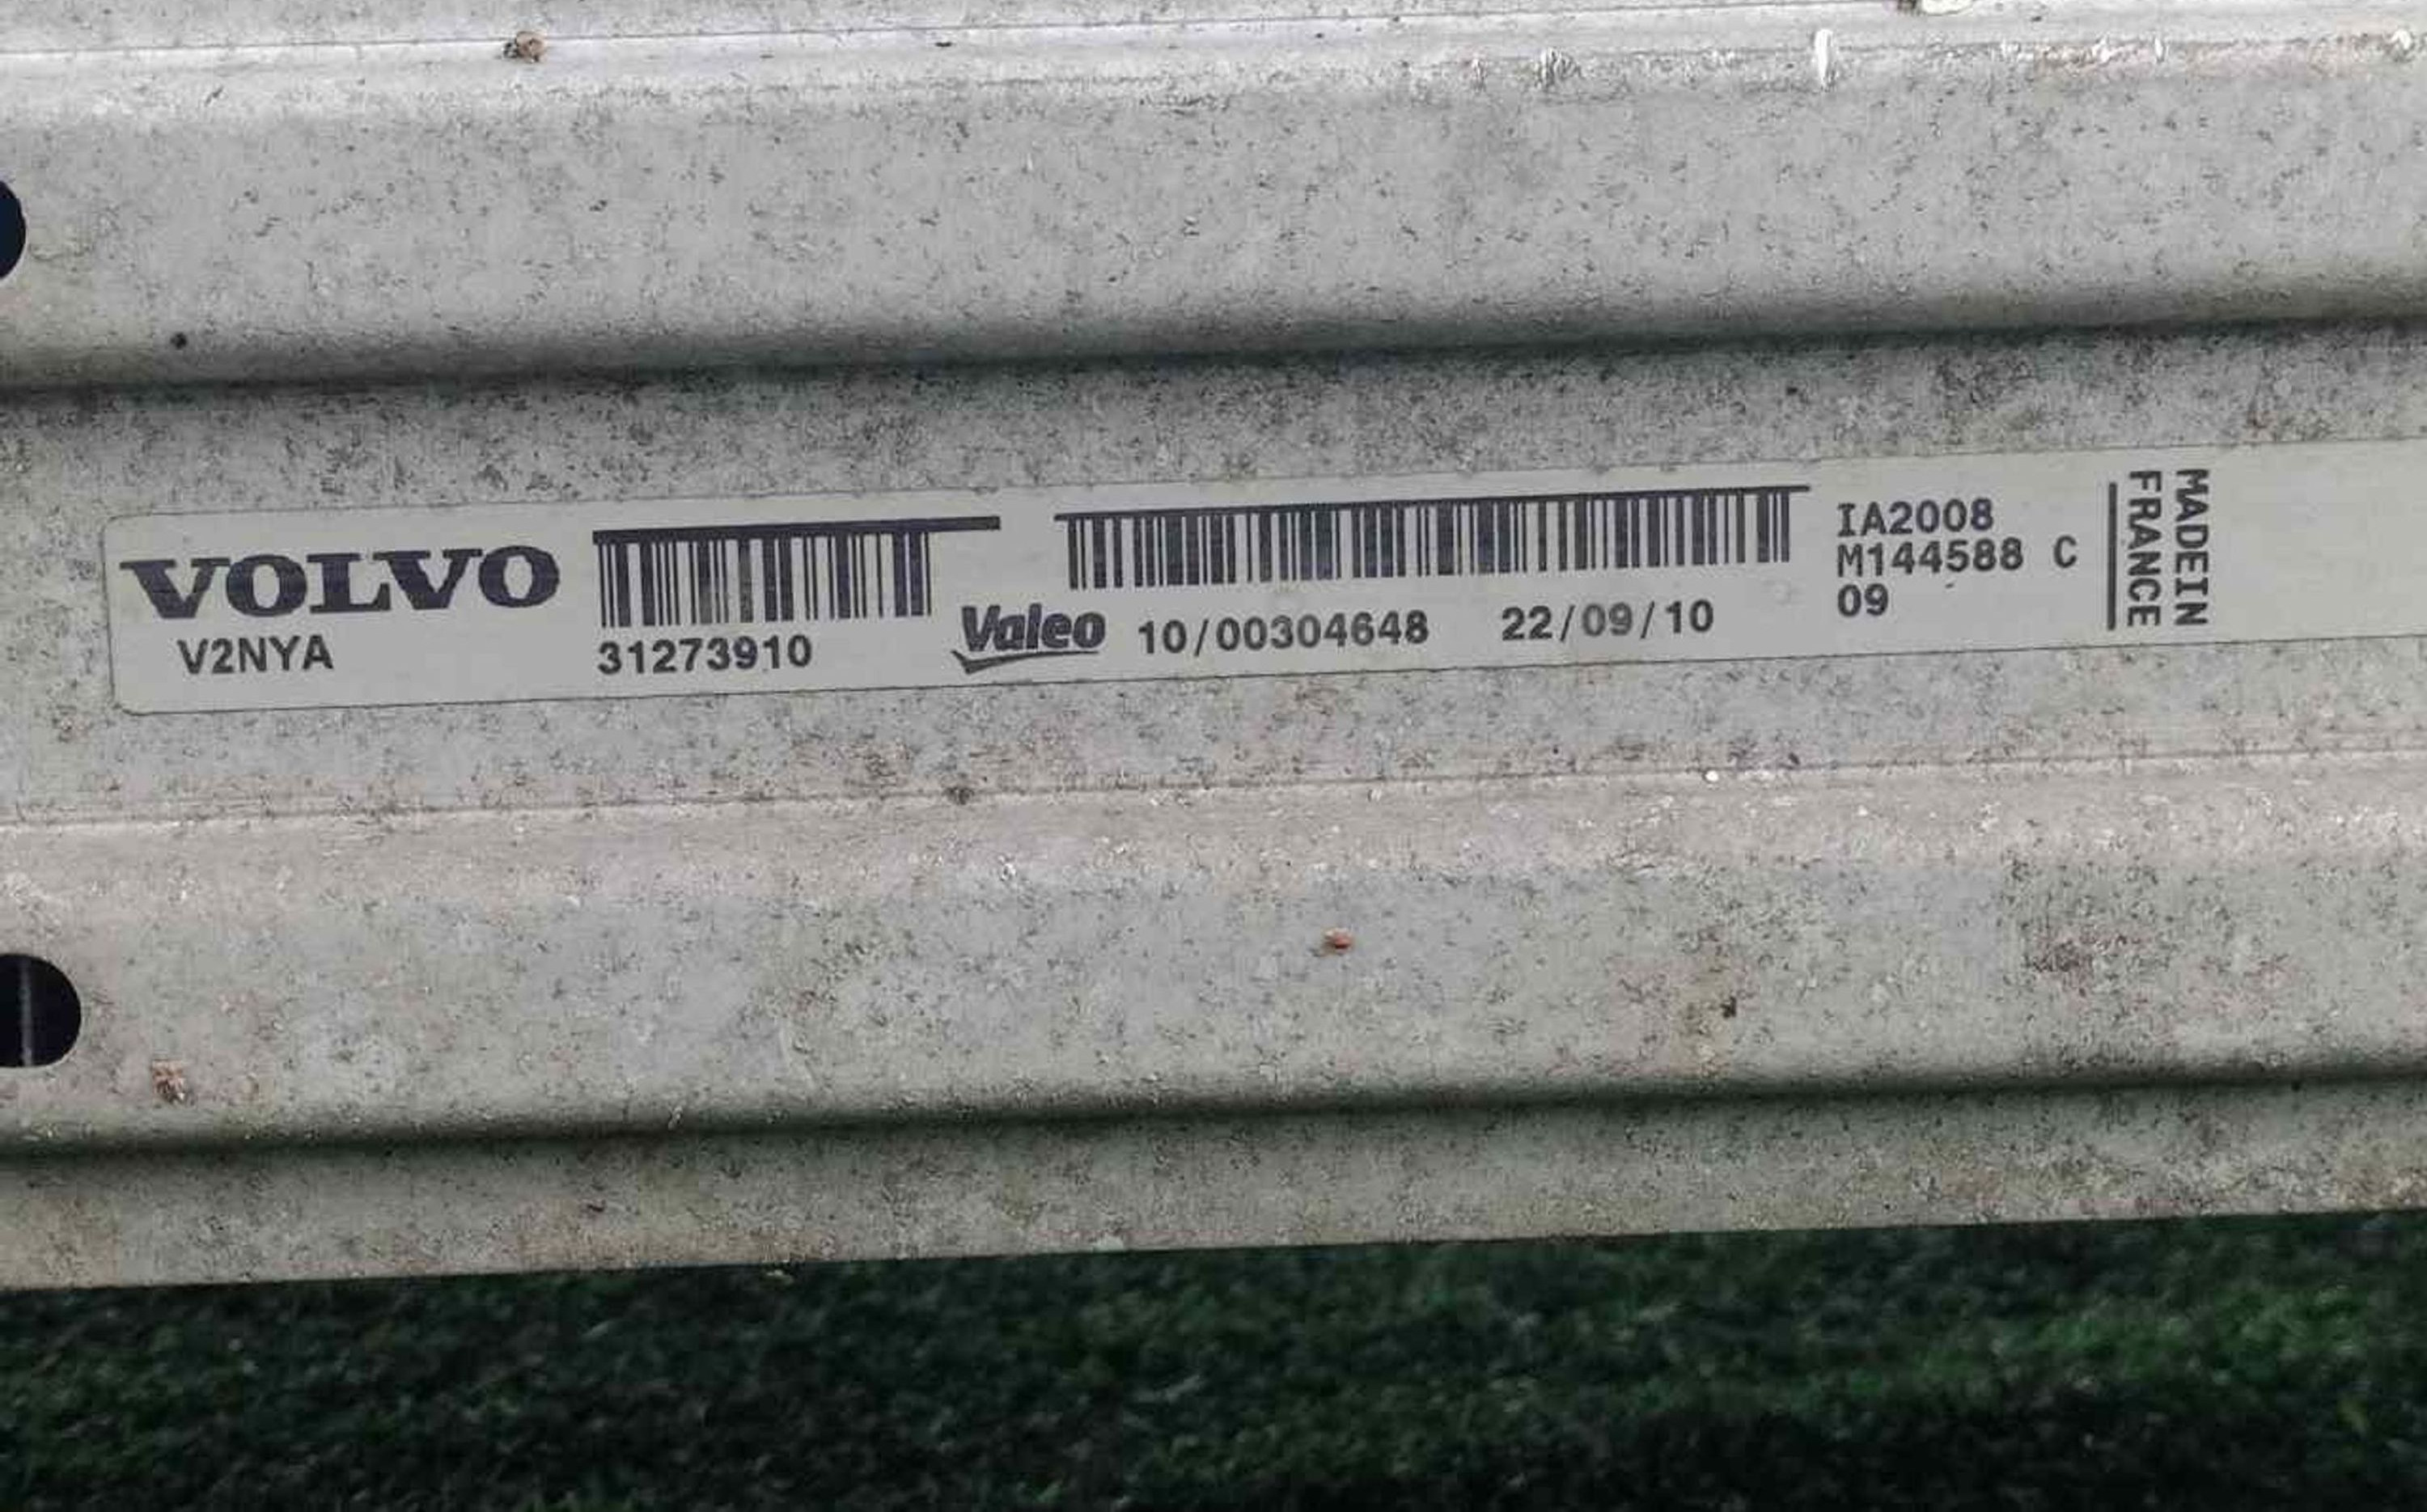 VOLVO
V2NYA
31273910
Valeo
10/00304648 22/09/10
IA2008
M144588 C
09
MADEIN
FRANCE